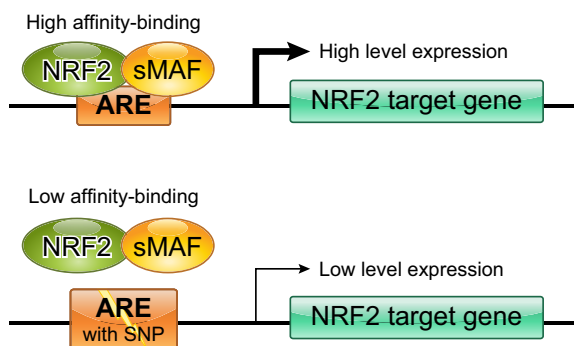 High affinity-binding
NRF2 sMAF
High level expression
ARE
NRF2 target gene
Low affinity-binding
NRF2 sMAF
Low level expression
ARE
with SNP
NRF2 target gene